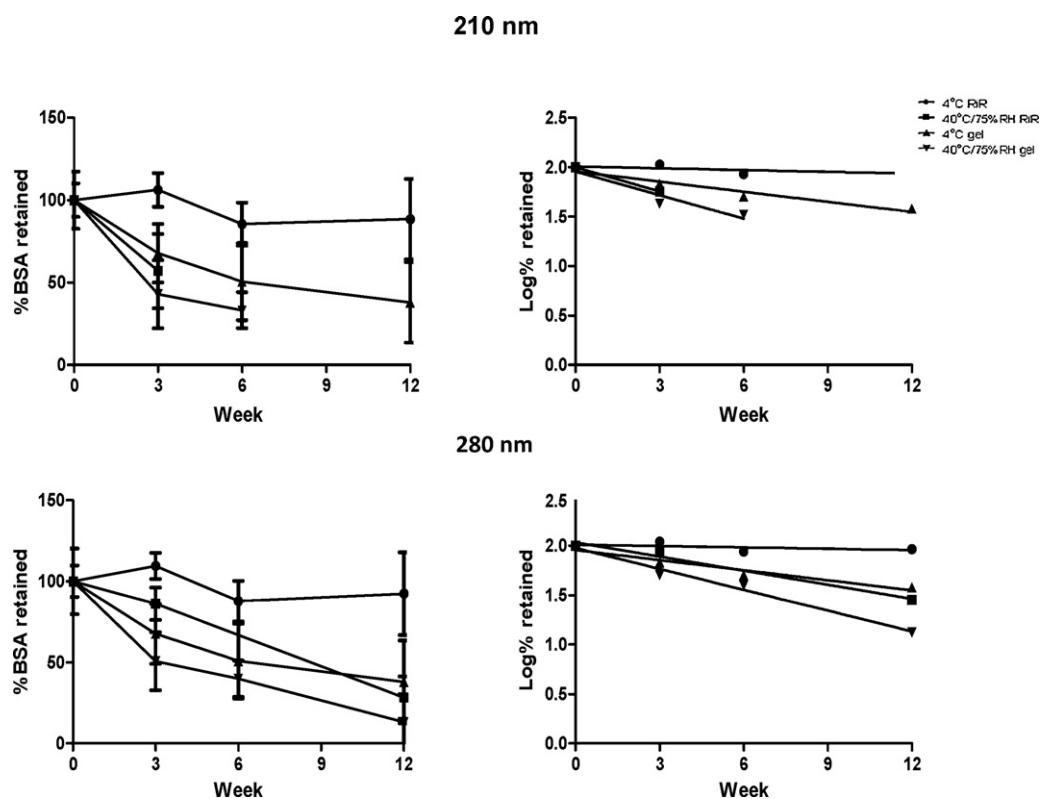 210 nm
150
100
50
0
%BSA retained
0 3 6 9 12
Week
2.5
2.0
1.5
1.0
0.5
0.0
Log% retained
0 3 6 9 12
Week
4°C RiR
40°C/75%RH RiR
4°C gel
40°C/75%RH gel
280 nm
150
100
50
0
%BSA retained
0 3 6 9 12
Week
2.5
2.0
1.5
1.0
0.5
0.0
Log% retained
0 3 6 9 12
Week